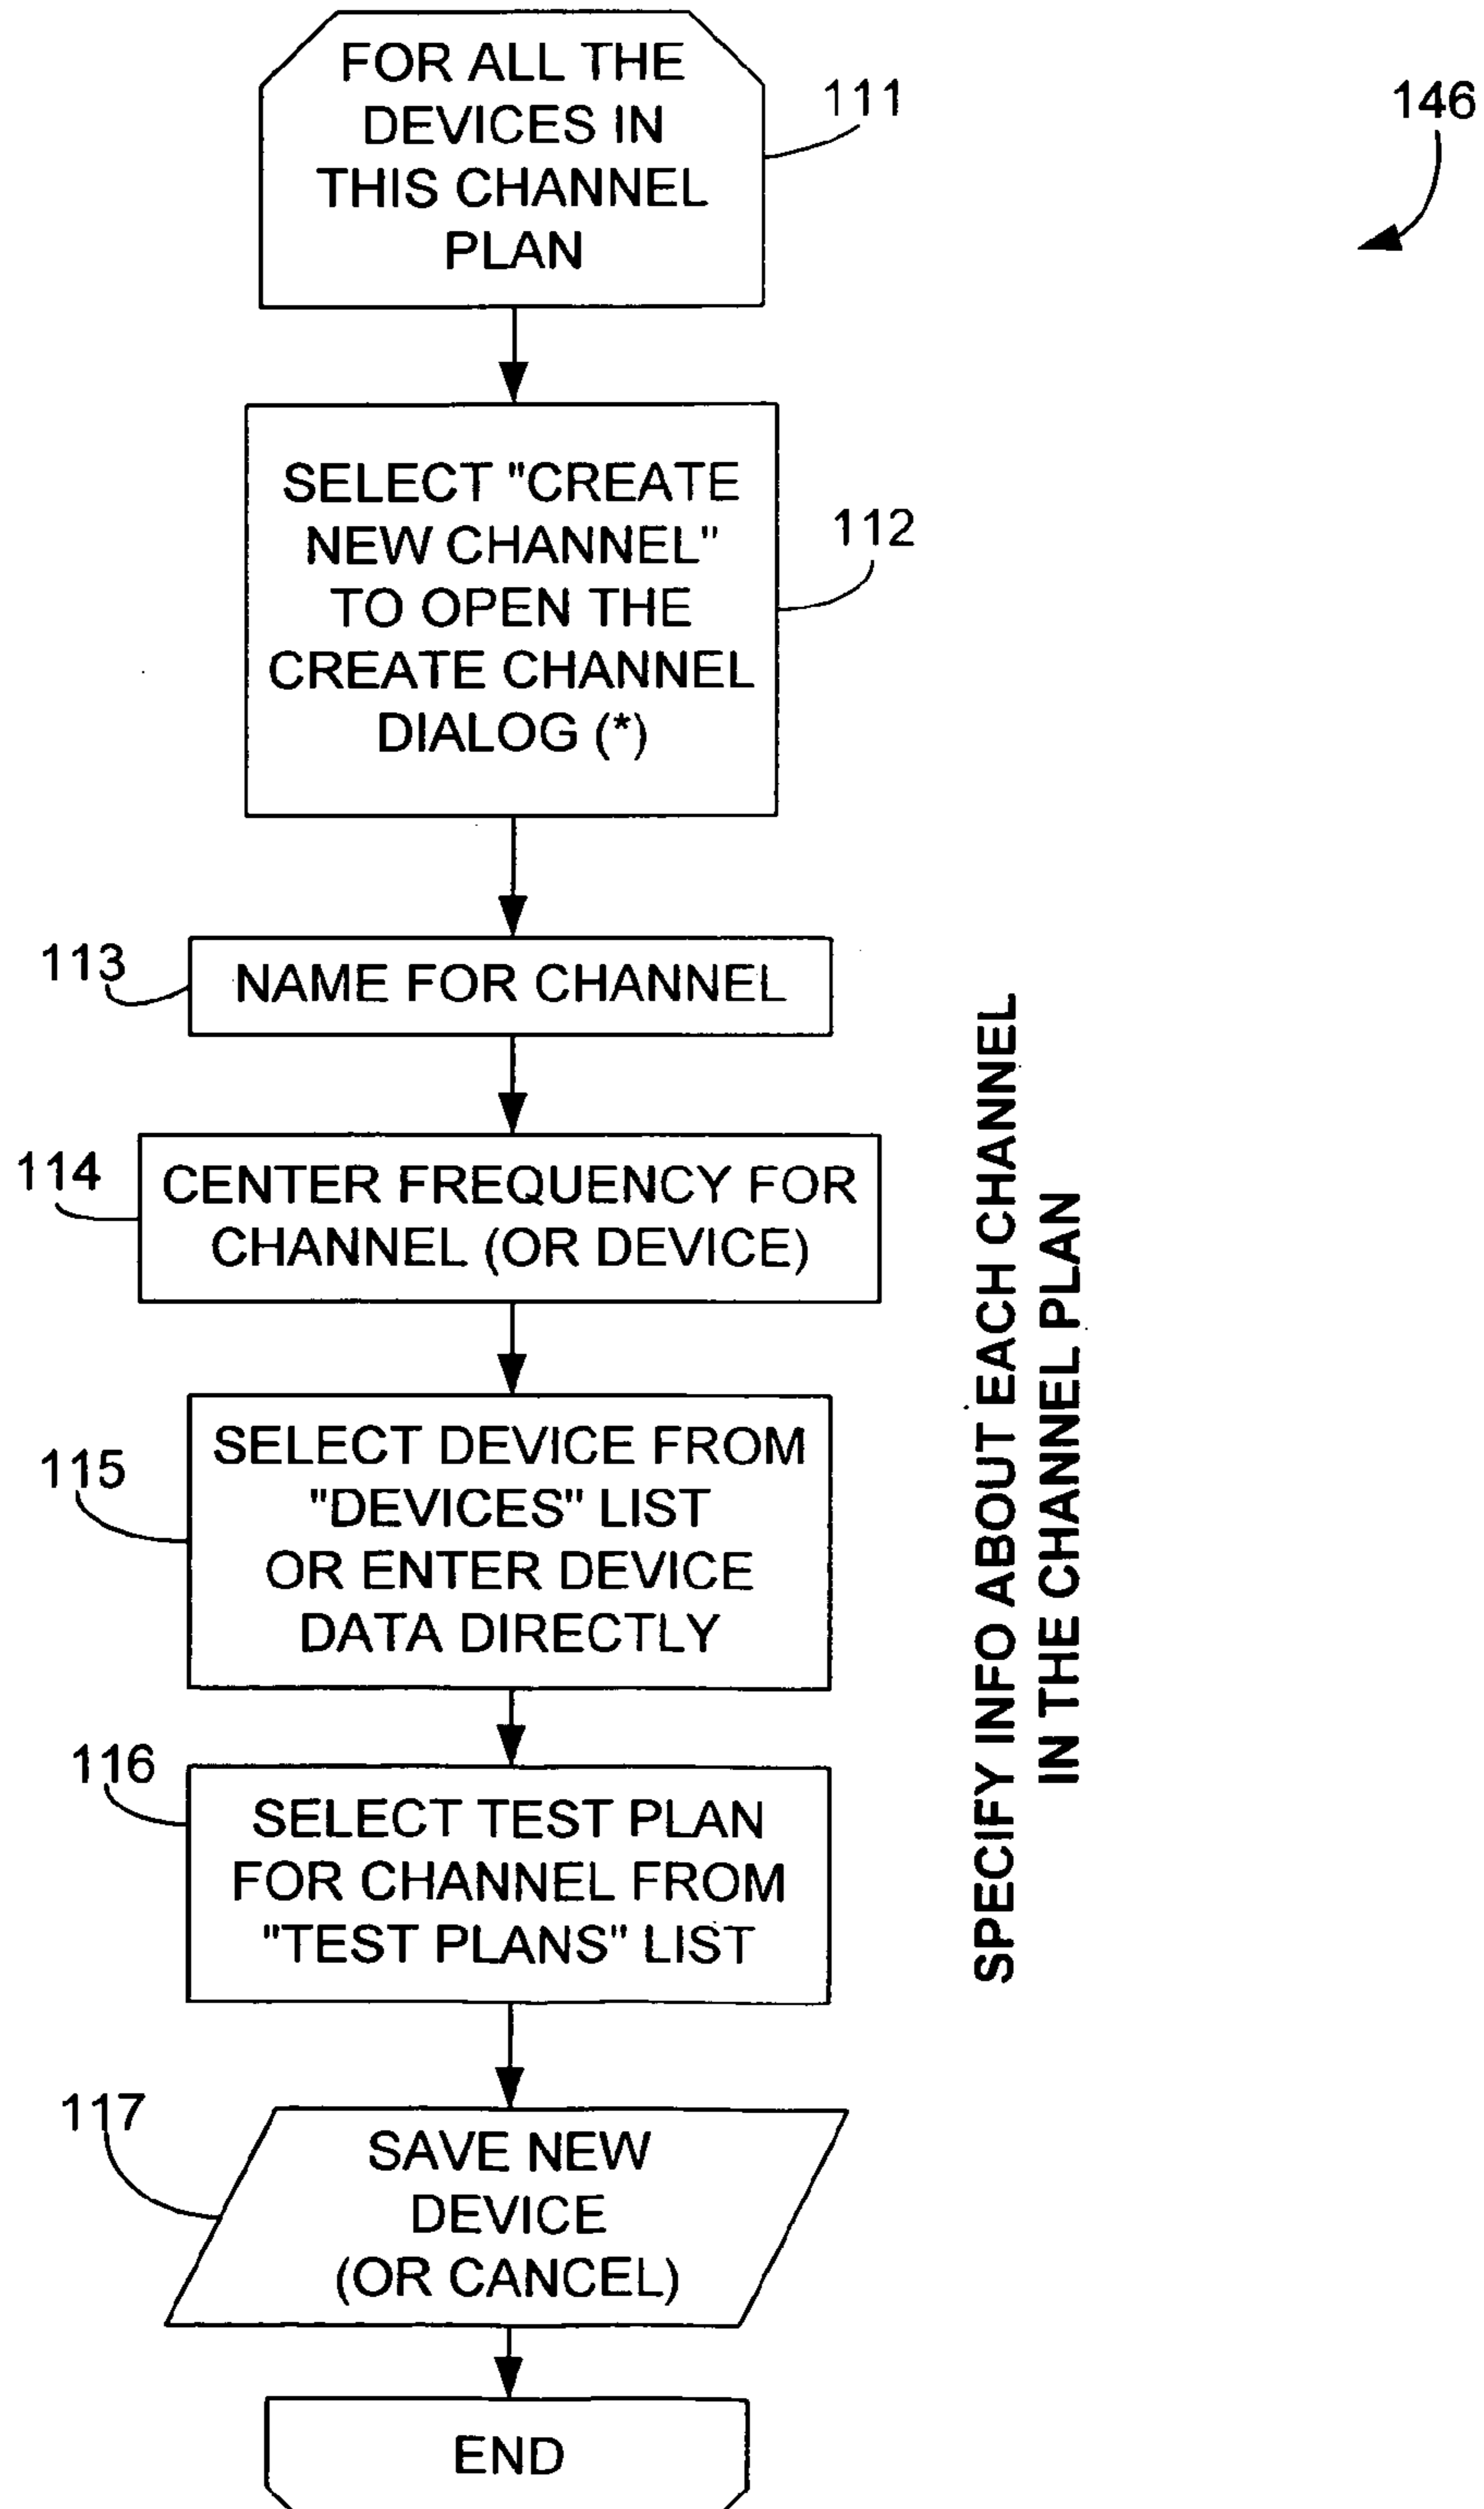 FOR ALL THE
DEVICES IN
THIS CHANNEL
PLAN
111
146
SELECT "CREATE
NEW CHANNEL"
TO OPEN THE
CREATE CHANNEL
DIALOG (*)
112
113
NAME FOR CHANNEL
114
CENTER FREQUENCY FOR
CHANNEL (OR DEVICE)
115
SELECT DEVICE FROM
"DEVICES" LIST
OR ENTER DEVICE
DATA DIRECTLY
116
SELECT TEST PLAN
FOR CHANNEL FROM
"TEST PLANS" LIST
117
SAVE NEW
DEVICE
(OR CANCEL)
END
SPECIFY INFO ABOUT EACH CHANNEL
IN THE CHANNEL PLAN